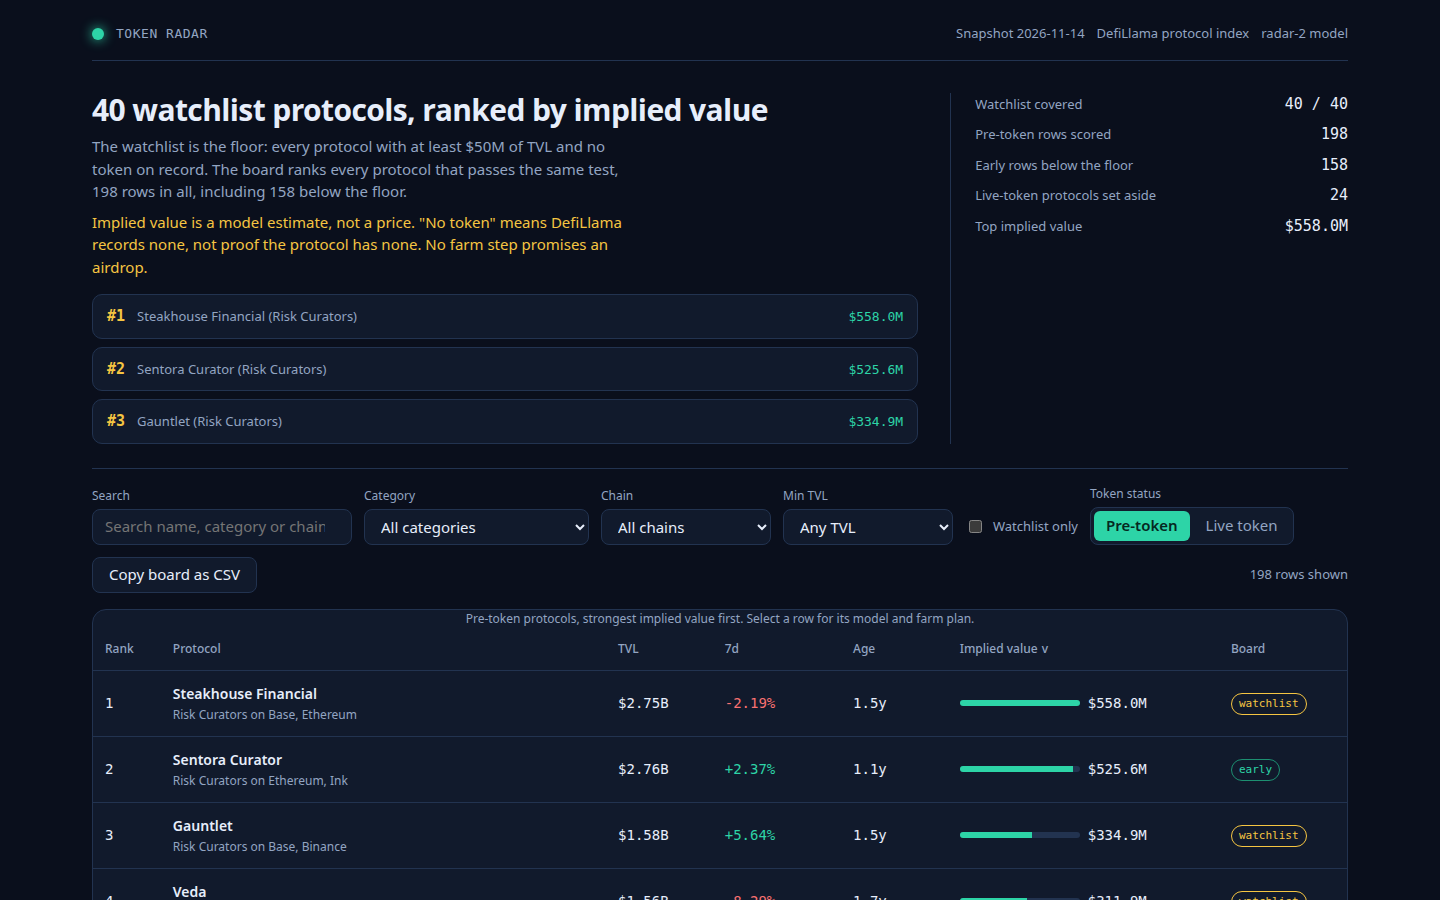 TOKEN RADAR
Snapshot 2026-11-14 DefiLlama protocol index radar-2 model
40 watchlist protocols, ranked by implied value
The watchlist is the floor: every protocol with at least $50M of TVL and no
token on record. The board ranks every protocol that passes the same test,
198 rows in all, including 158 below the floor.
Implied value is a model estimate, not a price. "No token" means DefiLlama
records none, not proof the protocol has none. No farm step promises an
airdrop.
#1 Steakhouse Financial (Risk Curators) $558.0M
#2 Sentora Curator (Risk Curators) $525.6M
#3 Gauntlet (Risk Curators) $334.9M
Watchlist covered 40 / 40
Pre-token rows scored 198
Early rows below the floor 158
Live-token protocols set aside 24
Top implied value $558.0M
Search Category Chain Min TVL Token status
Search name, category or chain All categories All chains Any TVL Watchlist only Pre-token Live token
Copy board as CSV 198 rows shown
Pre-token protocols, strongest implied value first. Select a row for its model and farm plan.
Rank Protocol TVL 7d Age Implied value v Board
1 Steakhouse Financial $2.75B -2.19% 1.5y $558.0M watchlist
Risk Curators on Base, Ethereum
2 Sentora Curator $2.76B +2.37% 1.1y $525.6M early
Risk Curators on Ethereum, Ink
3 Gauntlet $1.58B +5.64% 1.5y $334.9M watchlist
Risk Curators on Base, Binance
Veda